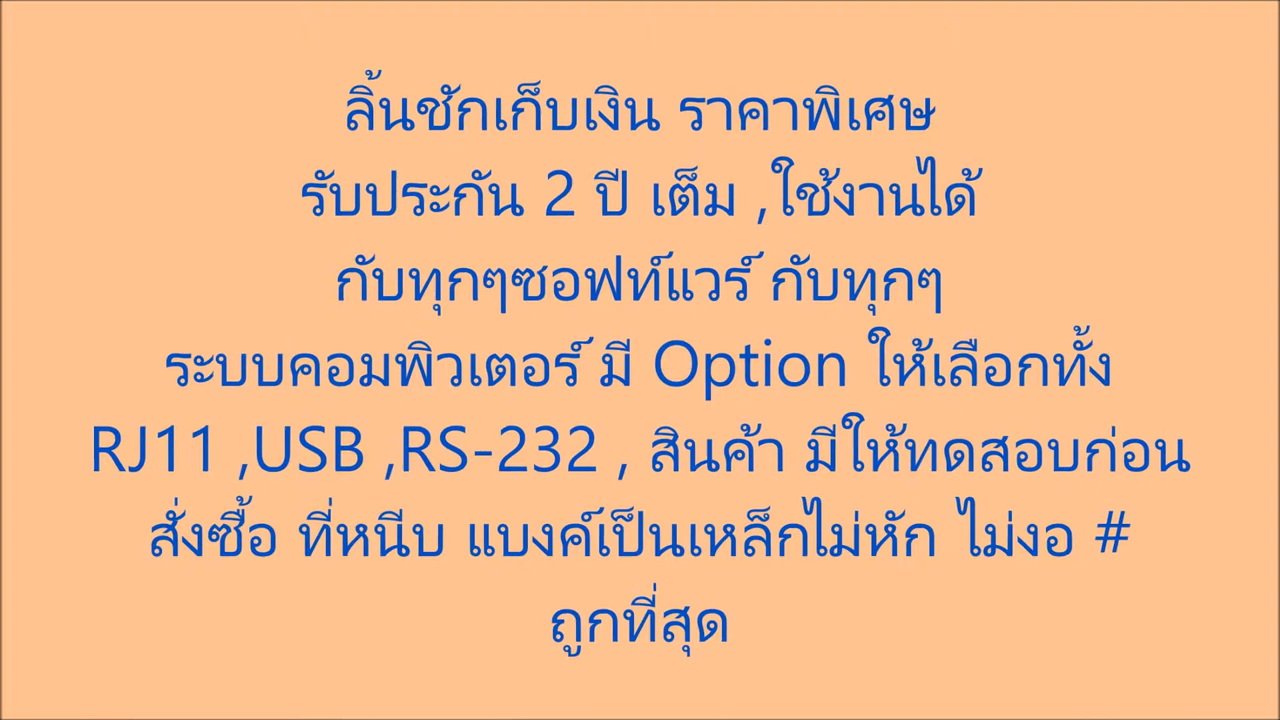 ลิ้นชักเก็บเงิน ราคาพิเศษ
รับประกัน 2 ปี เต็ม ,ใช้งานได้
กับทุกๆซอฟท์แวร์ กับทุกๆ
ระบบคอมพิวเตอร์ มี Option ให้เลือกทั้ง
RJ11 ,USB ,RS-232 , สินค้า มีให้ทดสอบก่อน
สั่งซื้อ ที่หนีบ แบงค์เป็นเหล็กไม่หัก ไม่งอ #
ถูกที่สุด